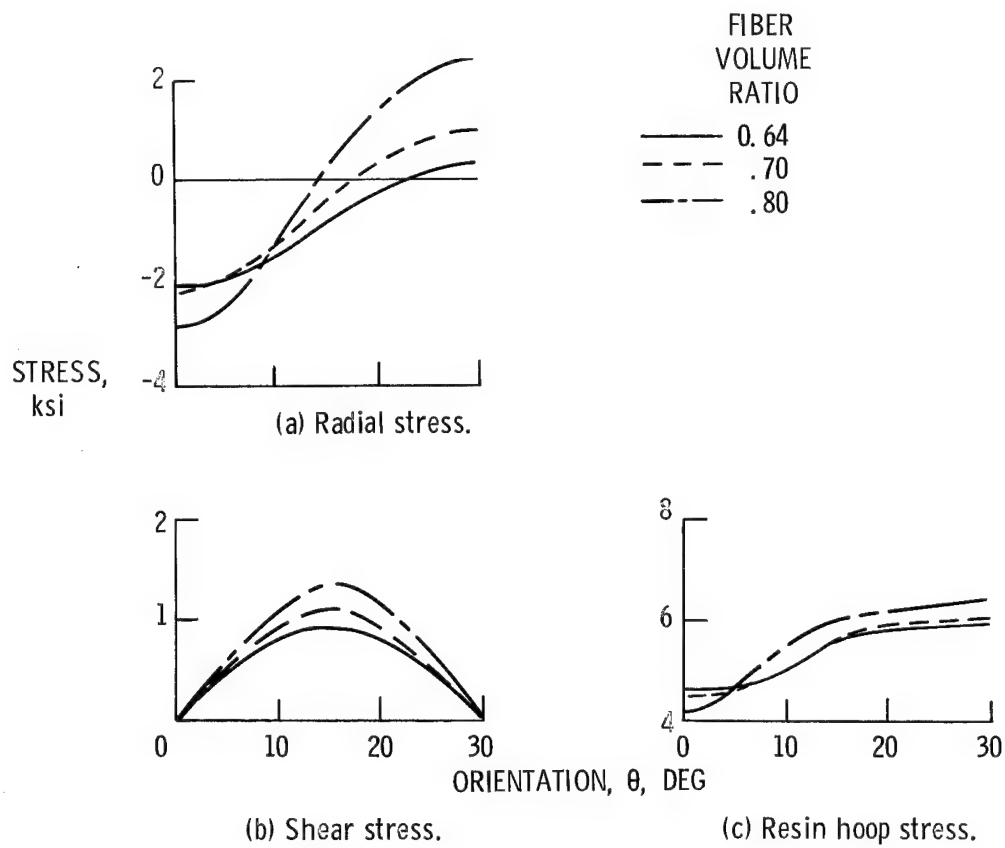 FIBER
VOLUME
RATIO
0.64
.70
.80
2
0
-2
-4
STRESS,
ksi
(a) Radial stress.
2
1
0 10 20 30
8
6
4
0 10 20 30
ORIENTATION, θ, DEG
(b) Shear stress.
(c) Resin hoop stress.